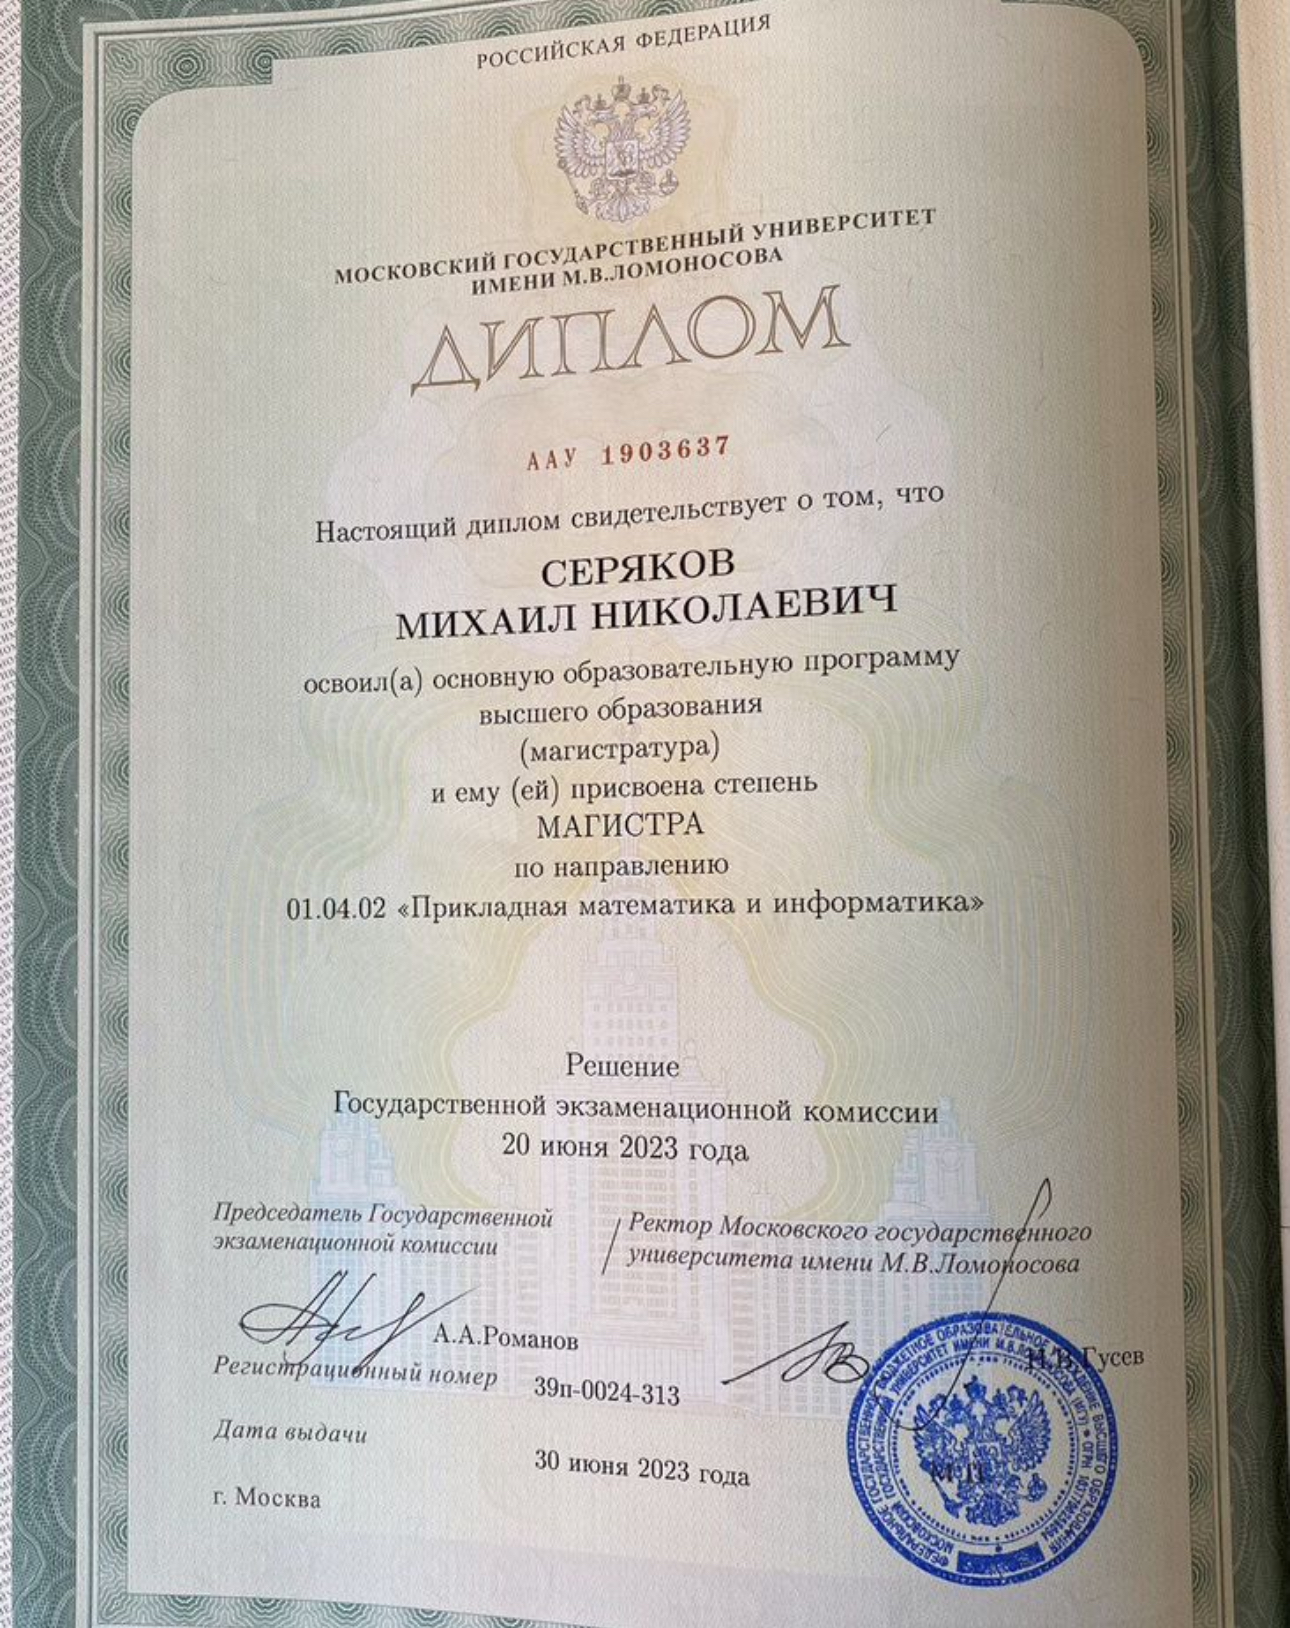 РОССИЙСКАЯ ФЕДЕРАЦИЯ
МОСКОВСКИЙ ГОСУДАРСТВЕННЫЙ УНИВЕРСИТЕТ
ИМЕНИ М.В.ЛОМОНОСОВА
ДИПЛОМ
ААУ 1903637
Настоящий диплом свидетельствует о том, что
СЕРЯКОВ
МИХАИЛ НИКОЛАЕВИЧ
освоил(а) основную образовательную программу
высшего образования
(магистратура)
и ему (ей) присвоена степень
МАГИСТРА
по направлению
01.04.02 «Прикладная математика и информатика»
Решение
Государственной экзаменационной комиссии
20 июня 2023 года
Председатель Государственной
экзаменационной комиссии
Ректор Московского государственного
университета имени М.В.Ломоносова
А.А.Романов
Гусев
Регистрационный номер 39п-0024-313
Дата выдачи
30 июня 2023 года
М.П.
г. Москва